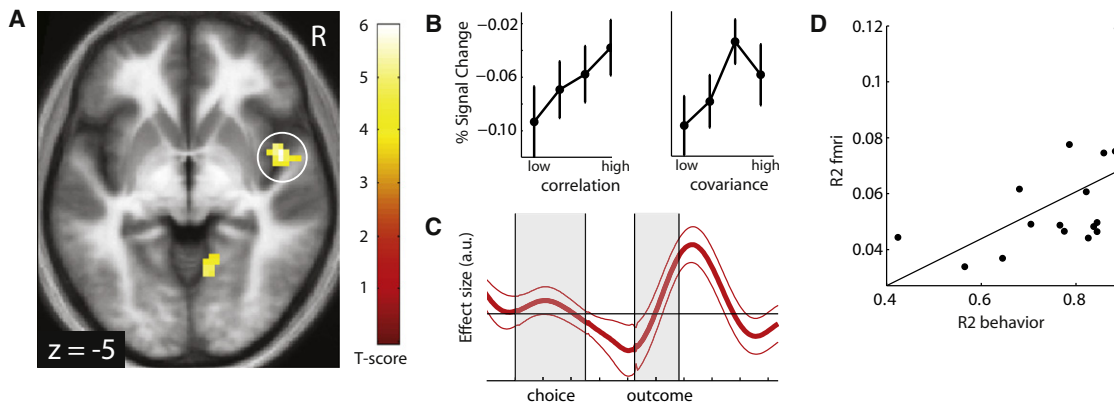 A
R
z = -5
6
5
4
3
2
1
T-score
B
% Signal Change
−0.02
−0.06
−0.10
low
high
correlation
low
high
covariance
C
Effect size (a.u.)
choice
outcome
D
R2 fmri
0.12
0.1
0.08
0.06
0.04
0.4
0.6
0.8
R2 behavior